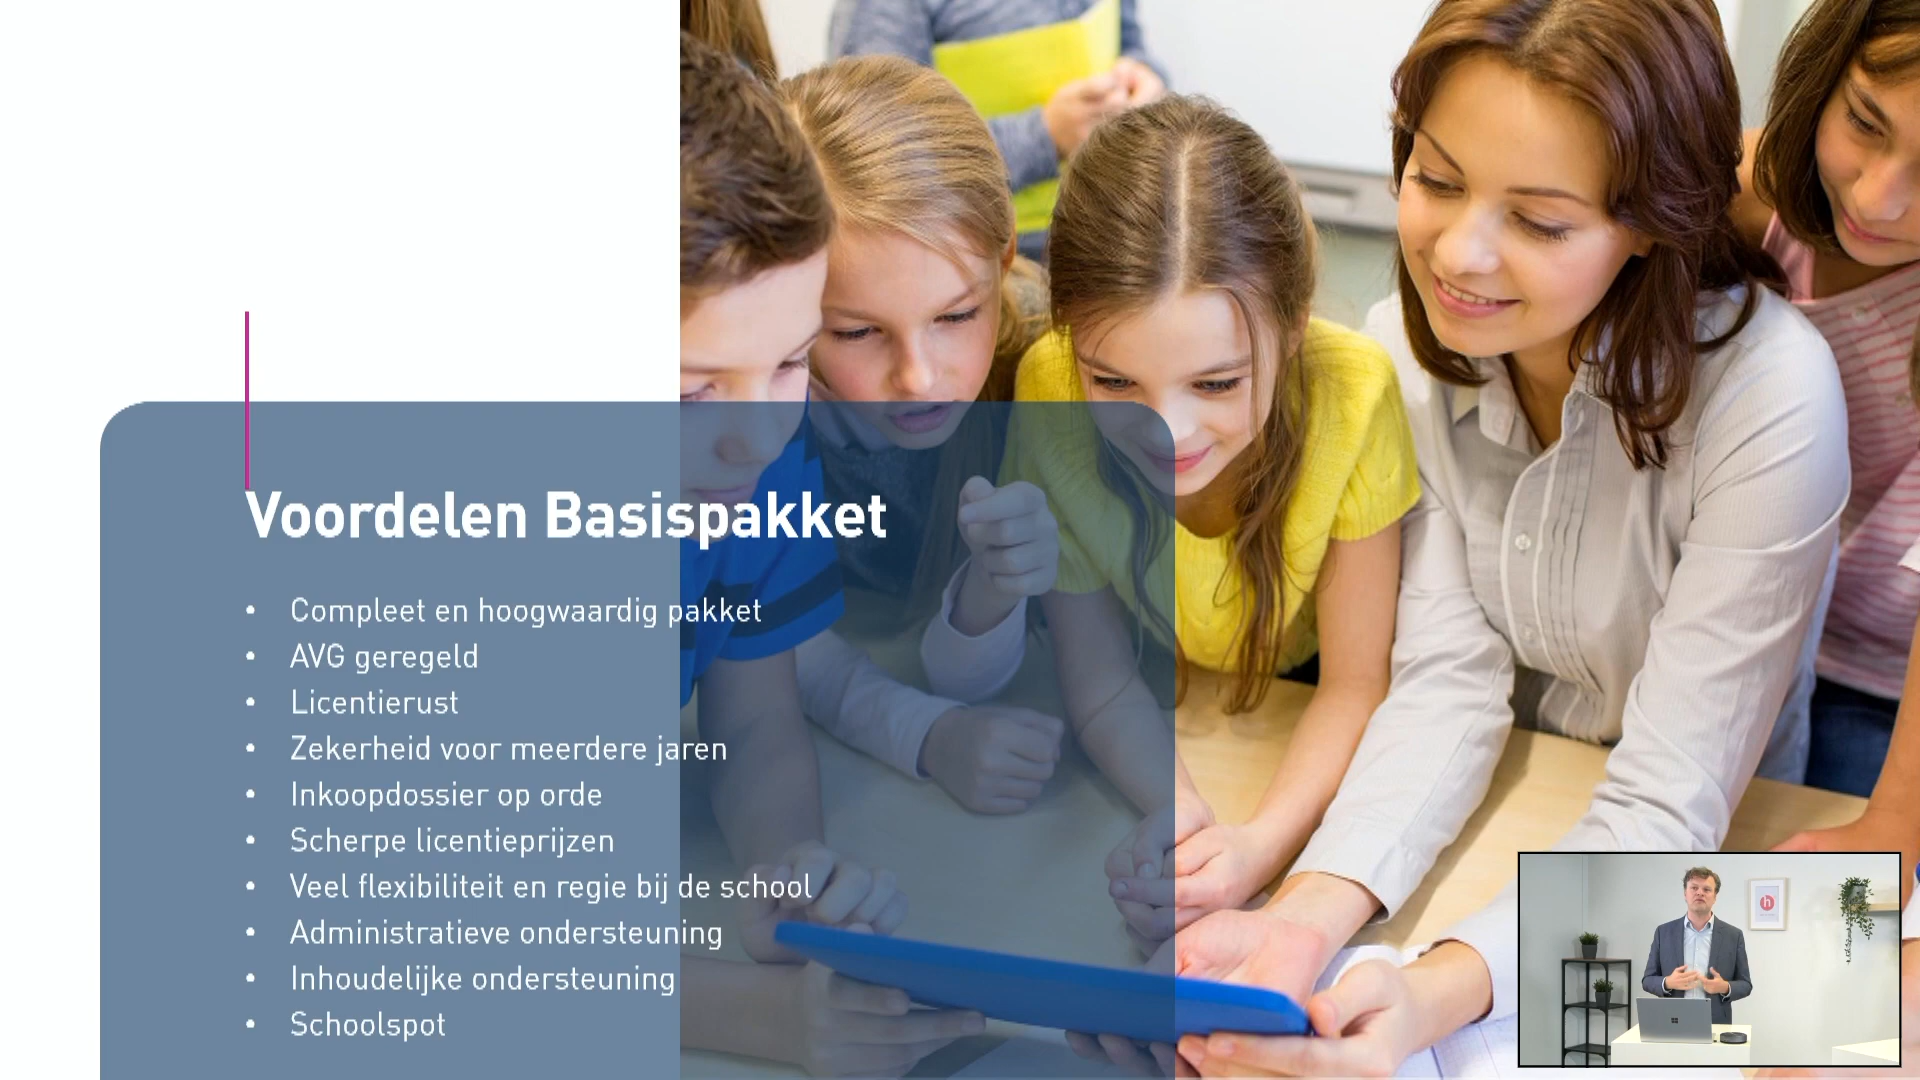 Voordelen Basispakket
• Compleet en hoogwaardig pakket
• AVG geregeld
• Licentierust
• Zekerheid voor meerdere jaren
• Inkoopdossier op orde
• Scherpe licentieprijzen
• Veel flexibiliteit en regie bij de school
• Administratieve ondersteuning
• Inhoudelijke ondersteuning
• Schoolspot
h